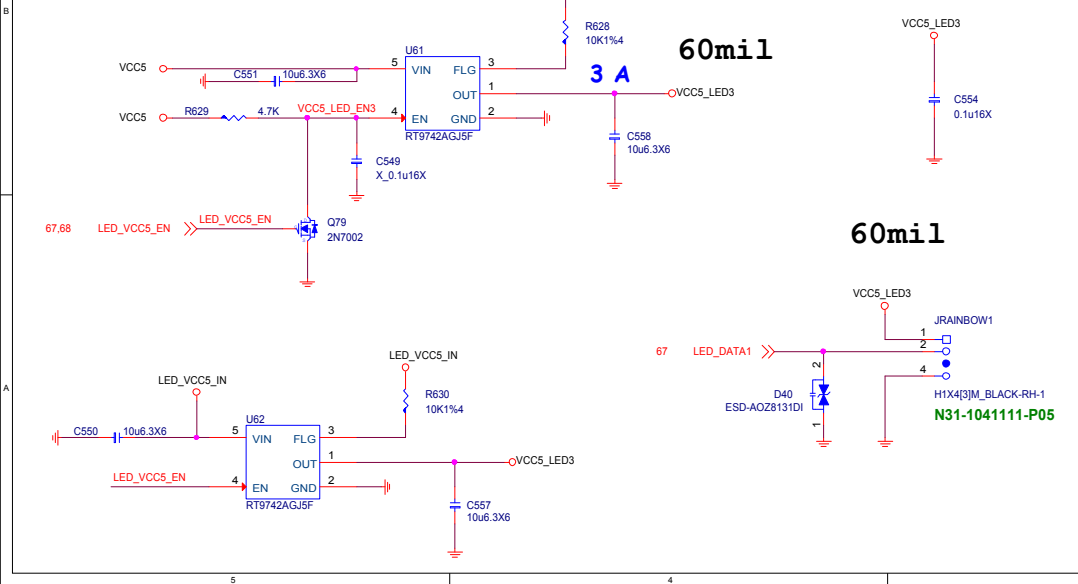 B
R628
10K1%4
60mil
VCC5_LED3
U61
VCC5
C551
10u6.3X6
5
VIN
FLG
3
3 A
OUT
1
VCC5_LED3
C554
0.1u16X
VCC5
R629
4.7K
VCC5_LED_EN3
4
EN
GND
2
RT9742AGJ5F
C558
10u6.3X6
C549
X_0.1u16X
67,68
LED_VCC5_EN
LED_VCC5_EN
Q79
2N7002
60mil
VCC5_LED3
JRAINBOW1
1
67
LED_DATA1
2
4
2
D40
ESD-AOZ8131DI
1
H1X4[3]M_BLACK-RH-1
N31-1041111-P05
A
LED_VCC5_IN
LED_VCC5_IN
R630
10K1%4
U62
C550
10u6.3X6
5
VIN
FLG
3
OUT
1
VCC5_LED3
LED_VCC5_EN
4
EN
GND
2
RT9742AGJ5F
C557
10u6.3X6
5
4